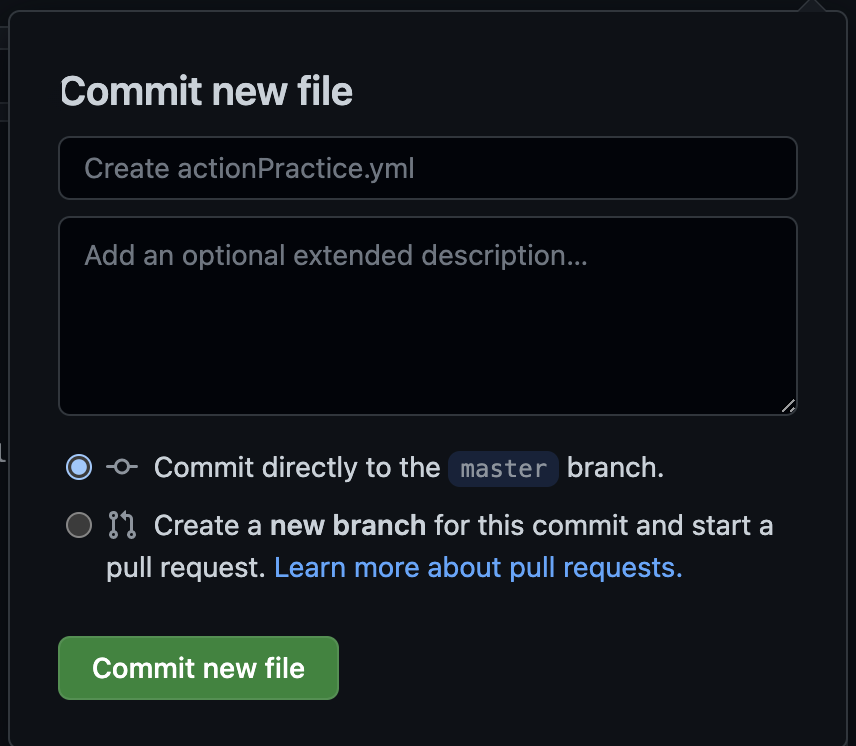 Commit new file
Create actionPractice.yml
Add an optional extended description...
Commit directly to the master branch.
Create a new branch for this commit and start a
pull request. Learn more about pull requests.
Commit new file